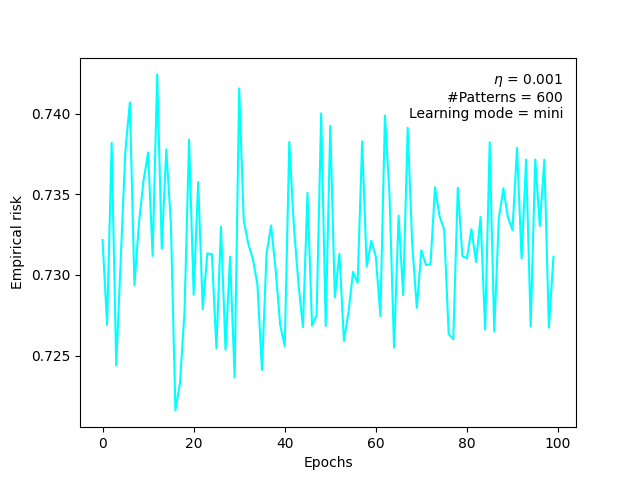 η = 0.001
#Patterns = 600
Learning mode = mini
0.740
0.735
0.730
0.725
Empirical risk
0 20 40 60 80 100
Epochs